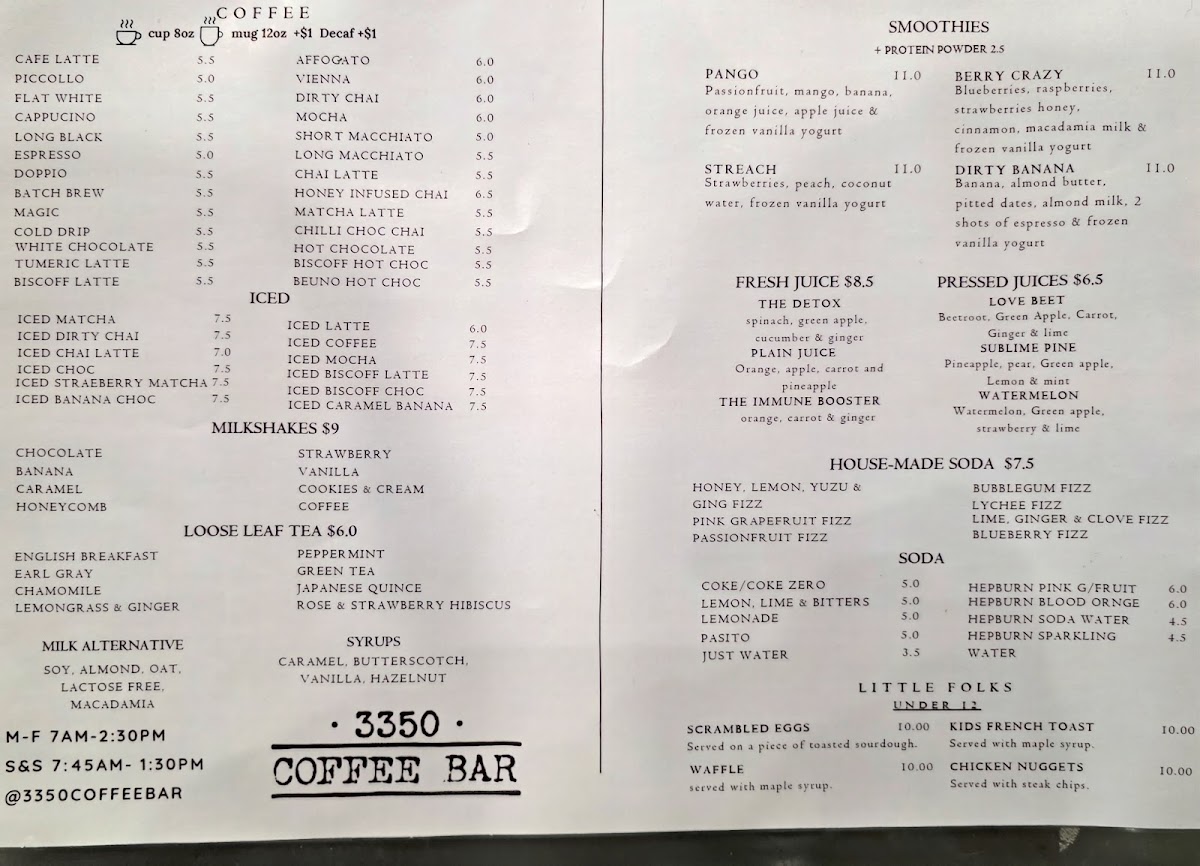 COFFEE
cup 8oz mug 12oz +$1 Decaf +$1
CAFE LATTE 5.5
PICCOLLO 5.0
FLAT WHITE 5.5
CAPPUCINO 5.5
LONG BLACK 5.5
ESPRESSO 5.0
DOPPIO 5.5
BATCH BREW 5.5
MAGIC 5.5
COLD DRIP 5.5
WHITE CHOCOLATE 5.5
TUMERIC LATTE 5.5
BISCOFF LATTE 5.5
AFFOGATO 6.0
VIENNA 6.0
DIRTY CHAI 6.0
MOCHA 6.0
SHORT MACCHIATO 5.0
LONG MACCHIATO 5.5
CHAI LATTE 5.5
HONEY INFUSED CHAI 6.5
MATCHA LATTE 5.5
CHILLI CHOC CHAI 5.5
HOT CHOCOLATE 5.5
BISCOFF HOT CHOC 5.5
BEUNO HOT CHOC 5.5
ICED
ICED MATCHA 7.5
ICED DIRTY CHAI 7.5
ICED CHAI LATTE 7.0
ICED CHOC 7.5
ICED STRAEBERRY MATCHA 7.5
ICED BANANA CHOC 7.5
ICED LATTE 6.0
ICED COFFEE 7.5
ICED MOCHA 7.5
ICED BISCOFF LATTE 7.5
ICED BISCOFF CHOC 7.5
ICED CARAMEL BANANA 7.5
MILKSHAKES $9
CHOCOLATE
BANANA
CARAMEL
HONEYCOMB
STRAWBERRY
VANILLA
COOKIES & CREAM
COFFEE
LOOSE LEAF TEA $6.0
ENGLISH BREAKFAST
EARL GRAY
CHAMOMILE
LEMONGRASS & GINGER
PEPPERMINT
GREEN TEA
JAPANESE QUINCE
ROSE & STRAWBERRY HIBISCUS
MILK ALTERNATIVE
SOY, ALMOND, OAT,
LACTOSE FREE,
MACADAMIA
SYRUPS
CARAMEL, BUTTERSCOTCH,
VANILLA, HAZELNUT
M-F 7AM-2:30PM
S&S 7:45AM- 1:30PM
@3350COFFEEBAR
· 3350 ·
COFFEE BAR
SMOOTHIES
+ PROTEIN POWDER 2.5
PANGO 11.0
Passionfruit, mango, banana,
orange juice, apple juice &
frozen vanilla yogurt
STREACH 11.0
Strawberries, peach, coconut
water, frozen vanilla yogurt
BERRY CRAZY 11.0
Blueberries, raspberries,
strawberries honey,
cinnamon, macadamia milk &
frozen vanilla yogurt
DIRTY BANANA 11.0
Banana, almond butter,
pitted dates, almond milk, 2
shots of espresso & frozen
vanilla yogurt
FRESH JUICE $8.5
THE DETOX
spinach, green apple,
cucumber & ginger
PLAIN JUICE
Orange, apple, carrot and
pineapple
THE IMMUNE BOOSTER
orange, carrot & ginger
PRESSED JUICES $6.5
LOVE BEET
Beetroot, Green Apple, Carrot,
Ginger & lime
SUBLIME PINE
Pineapple, pear, Green apple,
Lemon & mint
WATERMELON
Watermelon, Green apple,
strawberry & lime
HOUSE-MADE SODA $7.5
HONEY, LEMON, YUZU &
GING FIZZ
PINK GRAPEFRUIT FIZZ
PASSIONFRUIT FIZZ
BUBBLEGUM FIZZ
LYCHEE FIZZ
LIME, GINGER & CLOVE FIZZ
BLUEBERRY FIZZ
SODA
COKE/COKE ZERO 5.0
LEMON, LIME & BITTERS 5.0
LEMONADE 5.0
PASITO 5.0
JUST WATER 3.5
HEPBURN PINK G/FRUIT 6.0
HEPBURN BLOOD ORNGE 6.0
HEPBURN SODA WATER 4.5
HEPBURN SPARKLING 4.5
WATER
LITTLE FOLKS
UNDER 12
SCRAMBLED EGGS 10.00
Served on a piece of toasted sourdough.
WAFFLE 10.00
served with maple syrup.
KIDS FRENCH TOAST 10.00
Served with maple syrup.
CHICKEN NUGGETS 10.00
Served with steak chips.